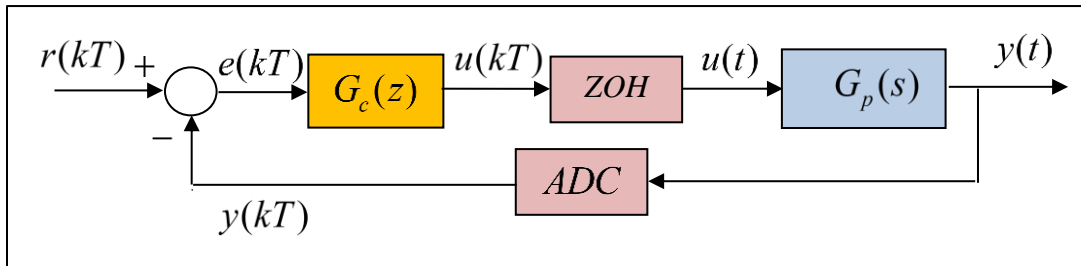 r(kT) + e(kT) G_c(z) u(kT) ZOH u(t) G_p(s) y(t)
−
y(kT) ADC